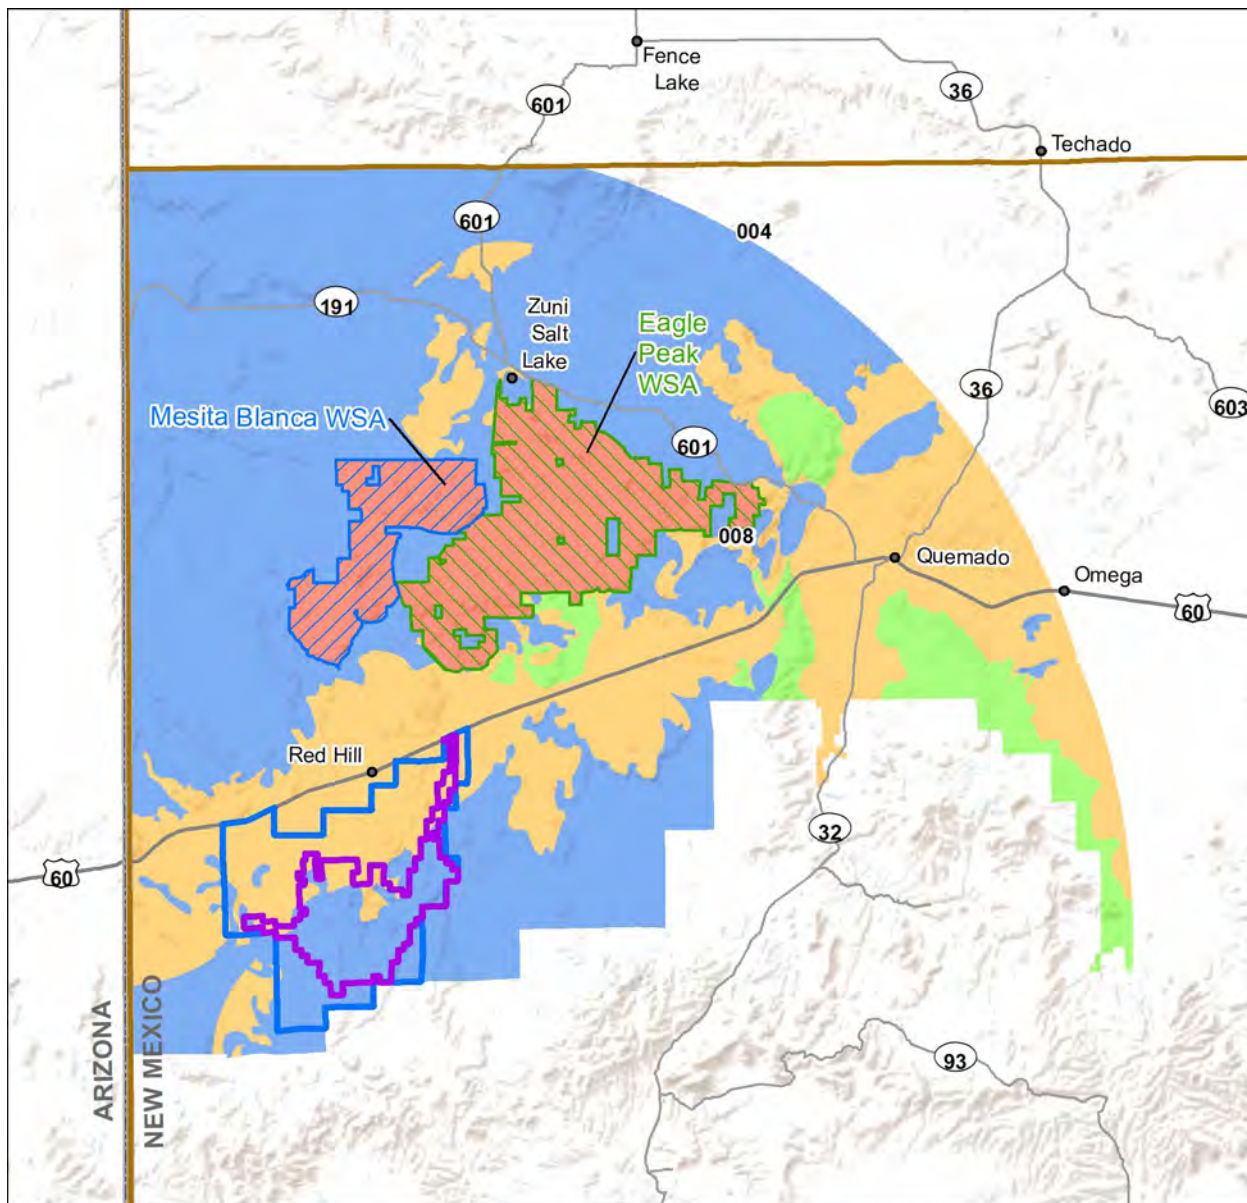 Fence
Lake
601
36
Techado
601
004
191
Zuni
Salt
Lake
Eagle
Peak
WSA
36
603
Mesita Blanca WSA
601
008
Quemado
Omega
60
Red Hill
32
60
ARIZONA
NEW MEXICO
93